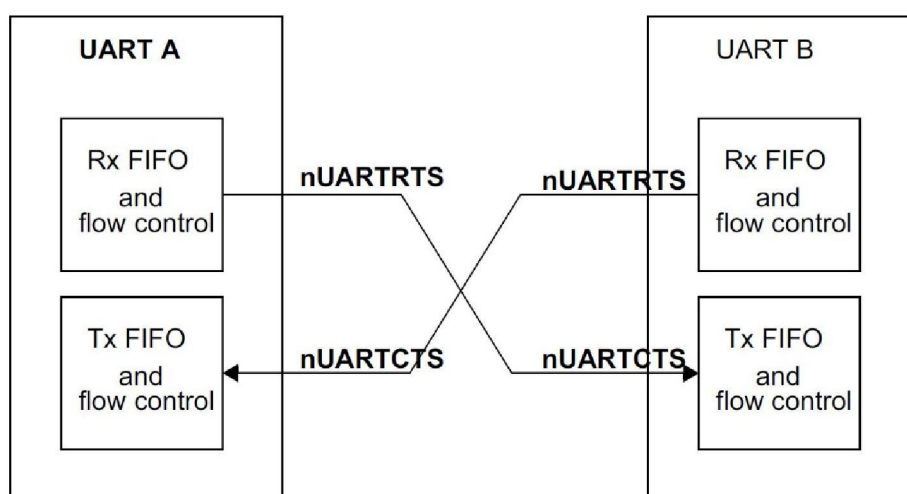 UART A
UART B
Rx FIFO
and
flow control
nUARTRTS
nUARTRTS
Rx FIFO
and
flow control
Tx FIFO
and
flow control
nUARTCTS
nUARTCTS
Tx FIFO
and
flow control